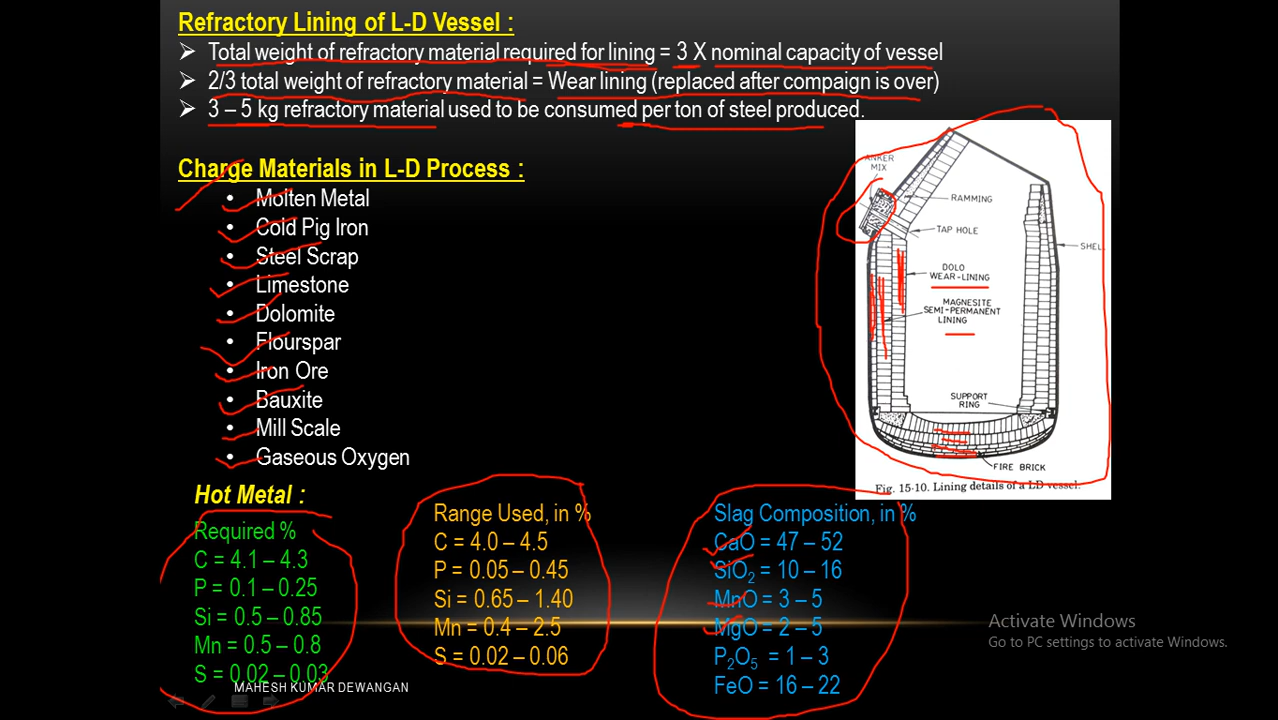 Refractory Lining of L-D Vessel :
➢ Total weight of refractory material required for lining = 3 X nominal capacity of vessel
➢ 2/3 total weight of refractory material = Wear lining (replaced after compaign is over)
➢ 3 – 5 kg refractory material used to be consumed per ton of steel produced.
Charge Materials in L-D Process :
• Molten Metal
• Cold Pig Iron
• Steel Scrap
• Limestone
• Dolomite
• Flourspar
• Iron Ore
• Bauxite
• Mill Scale
• Gaseous Oxygen
ANKER
MIX
RAMMING
TAP HOLE
SHELL
DOLO
WEAR-LINING
MAGNESITE
SEMI-PERMANENT
LINING
SUPPORT
RING
FIRE BRICK
Fig. 15·10. Lining details of a LD vessel.
Hot Metal :
Required %
C = 4.1 – 4.3
P = 0.1 – 0.25
Si = 0.5 – 0.85
Mn = 0.5 – 0.8
S = 0.02 – 0.03
Range Used, in %
C = 4.0 – 4.5
P = 0.05 – 0.45
Si = 0.65 – 1.40
Mn = 0.4 – 2.5
S = 0.02 – 0.06
Slag Composition, in %
CaO = 47 – 52
SiO₂ = 10 – 16
MnO = 3 – 5
MgO = 2 – 5
P₂O₅ = 1 – 3
FeO = 16 – 22
MAHESH KUMAR DEWANGAN
Activate Windows
Go to PC settings to activate Windows.